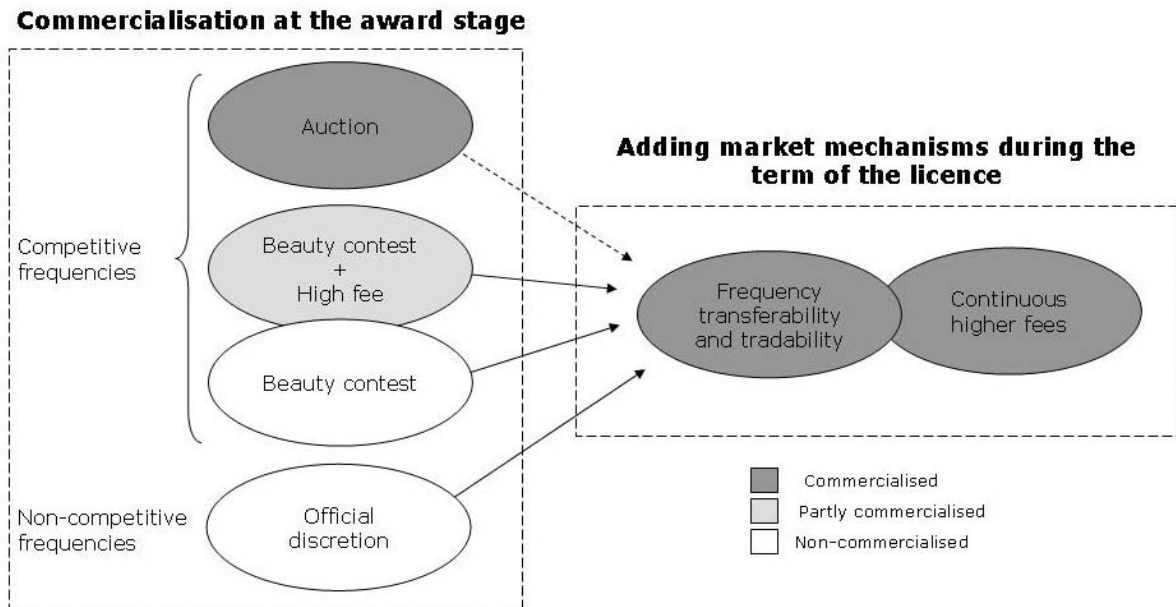 Commercialisation at the award stage
Auction
Competitive
frequencies
Beauty contest
+
High fee
Beauty contest
Non-competitive
frequencies
Official
discretion
Adding market mechanisms during the
term of the licence
Frequency
transferability
and tradability
Continuous
higher fees
Commercialised
Partly commercialised
Non-commercialised